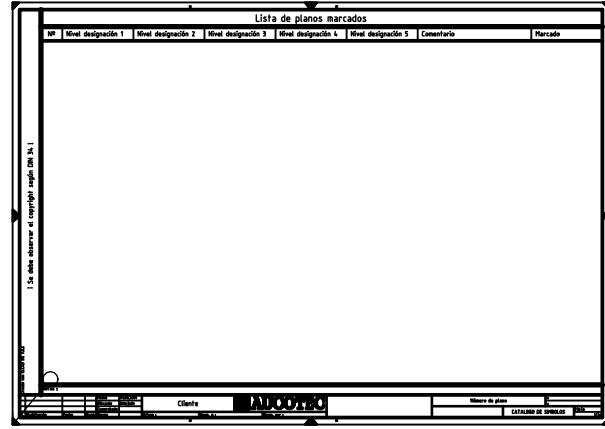 Lista de planos marcados
Nº Nivel designación 1 Nivel designación 2 Nivel designación 3 Nivel designación 4 Nivel designación 5 Comentario Marcado
! Se debe observar el copyright según DIN 34 !
Cliente
AUCOTEC
Número de plano
CATALOGO DE SIMBOLOS